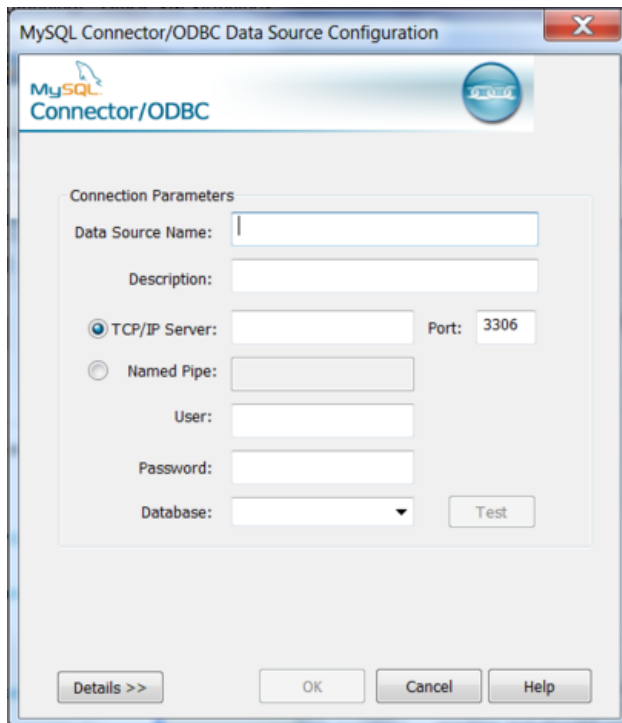 MySQL Connector/ODBC Data Source Configuration
MySQL
Connector/ODBC
Connection Parameters
Data Source Name:
Description:
TCP/IP Server: Port: 3306
Named Pipe:
User:
Password:
Database: Test
Details >> OK Cancel Help